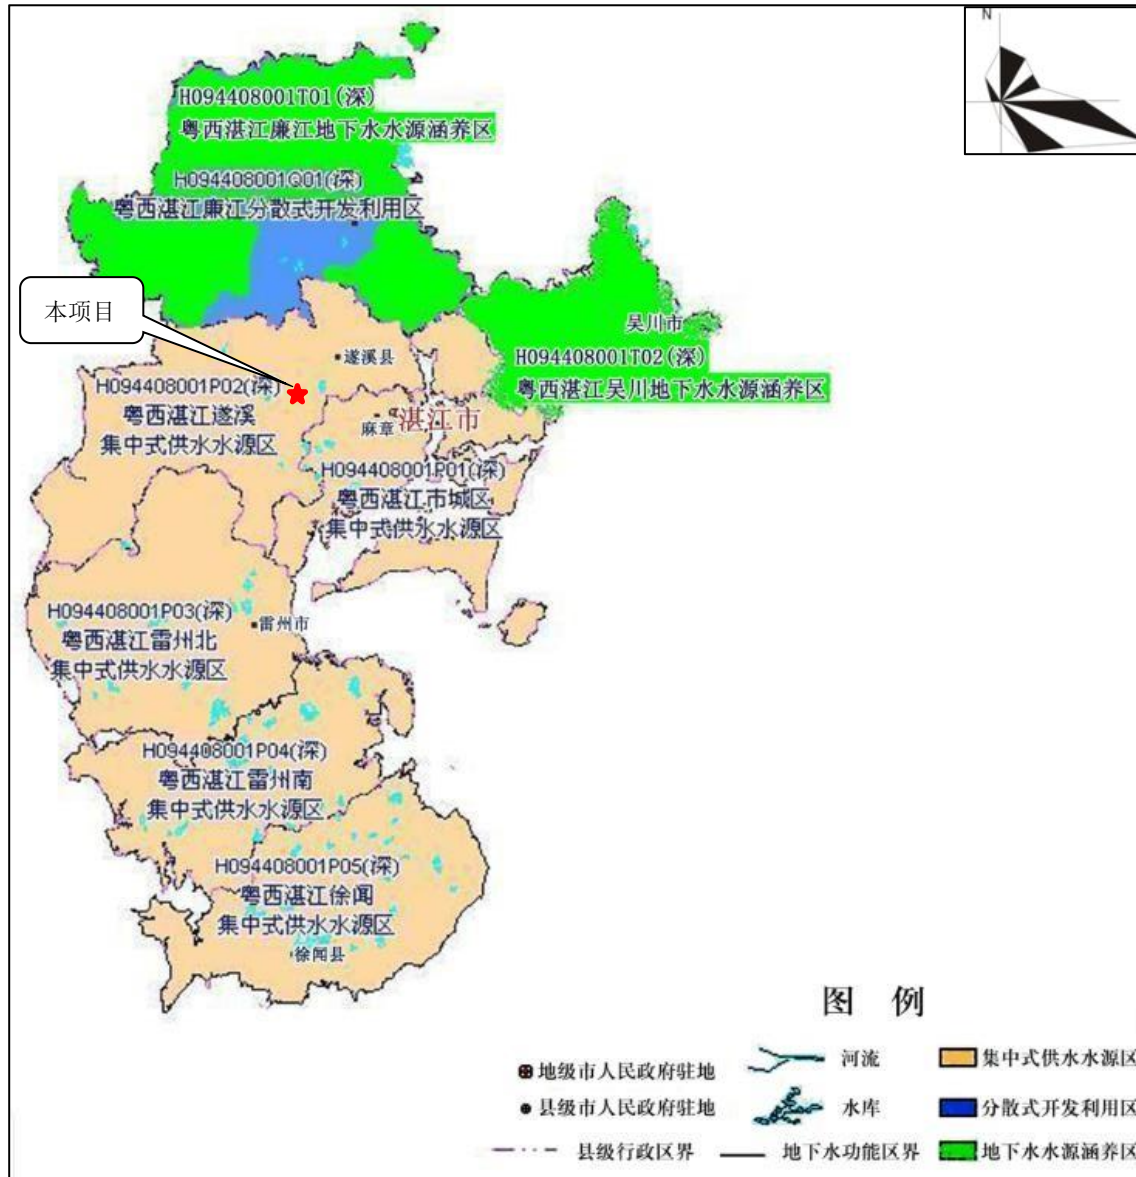 N
H094408001T01(深)
粤西湛江廉江地下水水源涵养区
H094408001Q01(深)
粤西湛江廉江分散式开发利用区
本项目
吴川市
H094408001T02(深)
粤西湛江吴川地下水水源涵养区
遂溪县
H094408001P02(深)
粤西湛江遂溪
集中式供水水源区
麻章
湛江市
H094408001P01(深)
粤西湛江市城区
集中式供水水源区
H094408001P03(深)
粤西湛江雷州北
集中式供水水源区
雷州市
H094408001P04(深)
粤西湛江雷州南
集中式供水水源区
H094408001P05(深)
粤西湛江徐闻
集中式供水水源区
徐闻县
图 例
地级市人民政府驻地
河流
集中式供水水源区
县级市人民政府驻地
水库
分散式开发利用区
县级行政区界
地下水功能区界
地下水水源涵养区